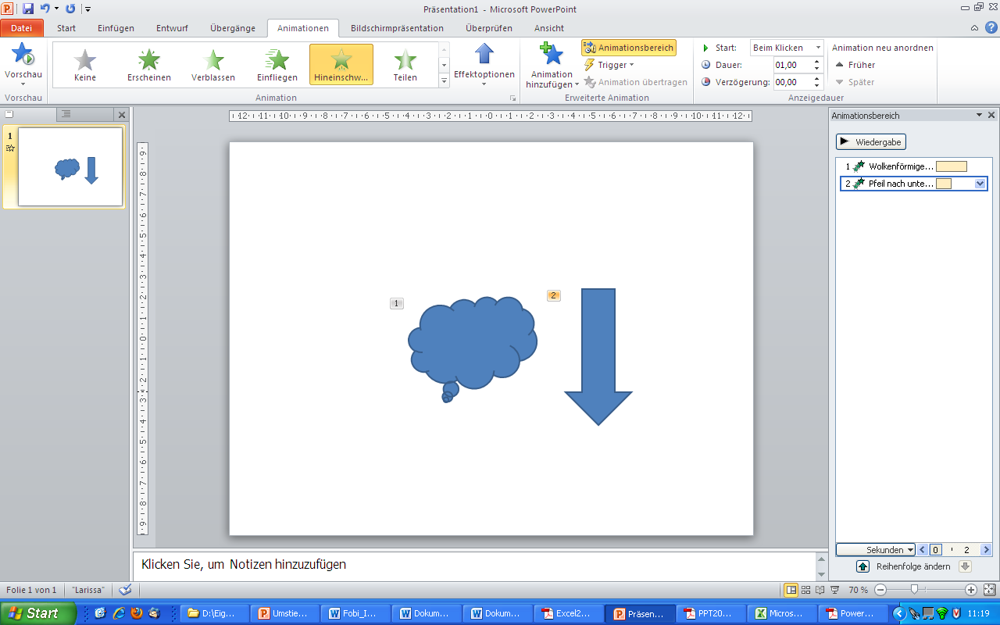 Präsentation1 - Microsoft PowerPoint
Datei Start Einfügen Entwurf Übergänge Animationen Bildschirmpräsentation Überprüfen Ansicht
Vorschau
Keine Erscheinen Verblassen Einfliegen Hineinschw... Teilen
Effektoptionen
Animation hinzufügen
Animationsbereich
Trigger
Animation übertragen
Start: Beim Klicken
Dauer: 01,00
Verzögerung: 00,00
Animation neu anordnen
Früher
Später
Vorschau Animation Erweiterte Animation Anzeigedauer
12 11 10 9 8 7 6 5 4 3 2 1 0 1 2 3 4 5 6 7 8 9 10 11 12
9 8 7 6 5 4 3 2 1 0 1 2 3 4 5 6 7 8 9
1
1
2
Animationsbereich
Wiedergabe
1 Wolkenförmige...
2 Pfeil nach unte...
Sekunden 0 2
Reihenfolge ändern
Klicken Sie, um Notizen hinzuzufügen
Folie 1 von 1 "Larissa" 70 %
Start D:\Eig... Umstie... Fobi_I... Dokum... Dokum... Excel2... Präsen... PPT20... Micros... Power... 11:19